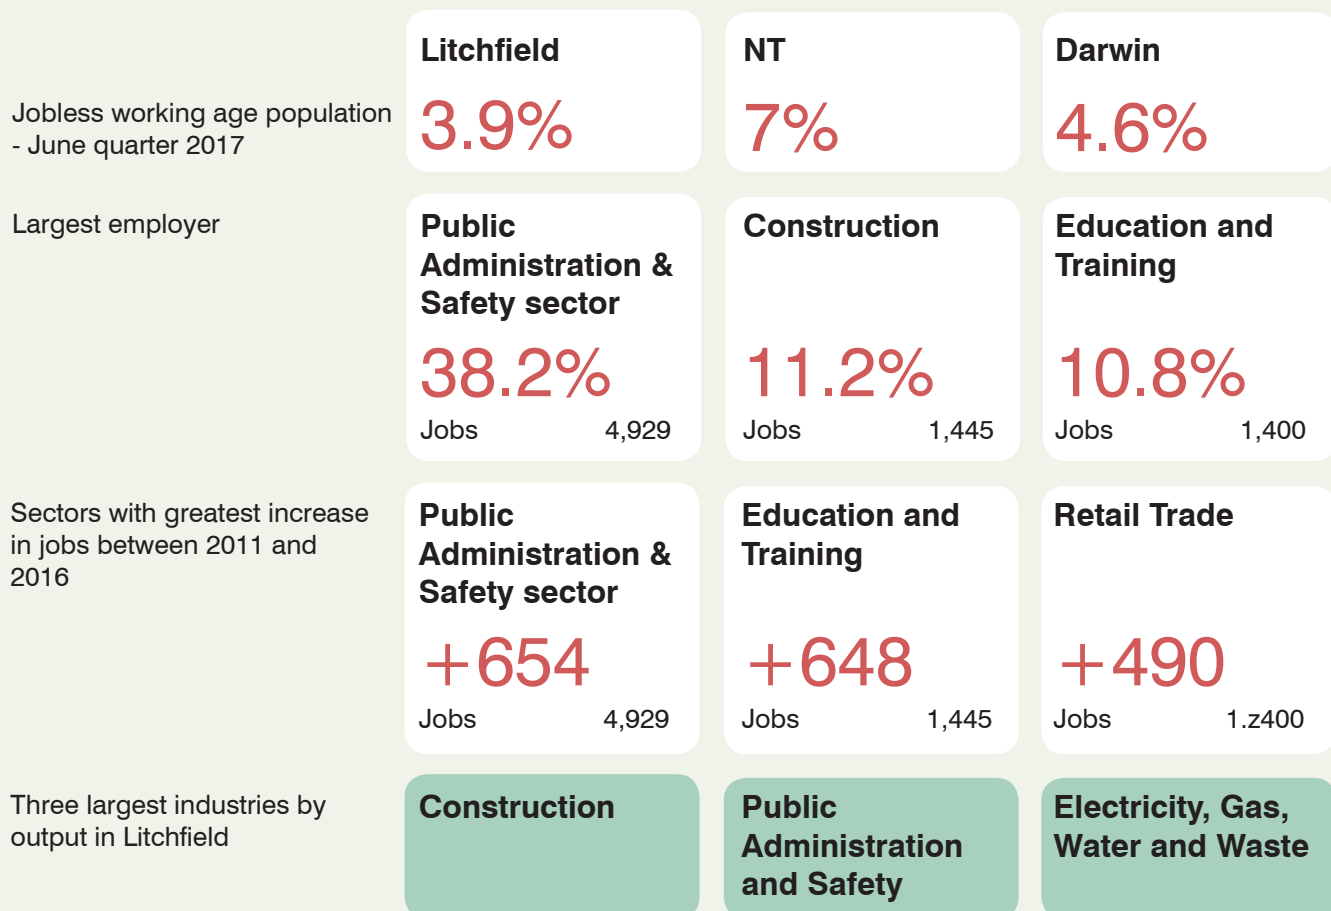 Litchfield
NT
Darwin
Jobless working age population
- June quarter 2017
3.9%
7%
4.6%
Largest employer
Public
Administration &
Safety sector
38.2%
Jobs 4,929
Construction
11.2%
Jobs 1,445
Education and
Training
10.8%
Jobs 1,400
Sectors with greatest increase
in jobs between 2011 and
2016
Public
Administration &
Safety sector
+654
Jobs 4,929
Education and
Training
+648
Jobs 1,445
Retail Trade
+490
Jobs 1.z400
Three largest industries by
output in Litchfield
Construction
Public
Administration
and Safety
Electricity, Gas,
Water and Waste